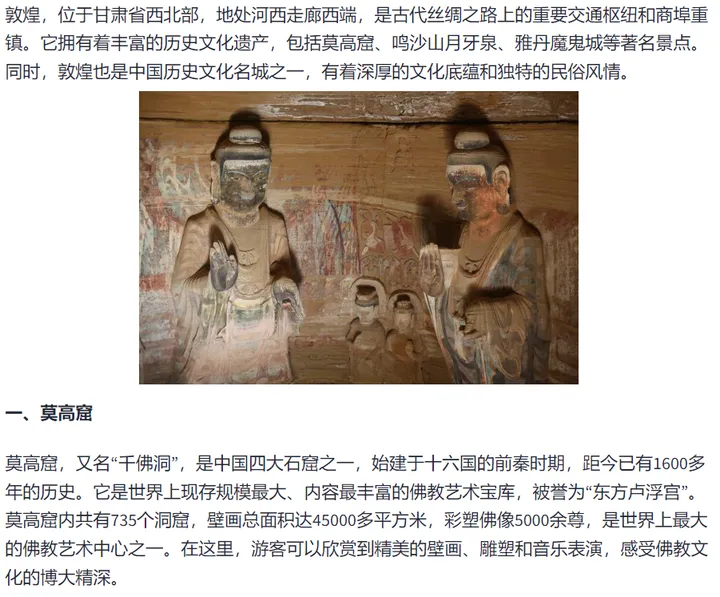 敦煌，位于甘肃省西北部，地处河西走廊西端，是古代丝绸之路上的重要交通枢纽和商埠重
镇。它拥有着丰富的历史文化遗产，包括莫高窟、鸣沙山月牙泉、雅丹魔鬼城等著名景点。
同时，敦煌也是中国历史文化名城之一，有着深厚的文化底蕴和独特的民俗风情。
一、莫高窟
莫高窟，又名“千佛洞”，是中国四大石窟之一，始建于十六国的前秦时期，距今已有1600多
年的历史。它是世界上现存规模最大、内容最丰富的佛教艺术宝库，被誉为“东方卢浮宫”。
莫高窟内共有735个洞窟，壁画总面积达45000多平方米，彩塑佛像5000余尊，是世界上最大
的佛教艺术中心之一。在这里，游客可以欣赏到精美的壁画、雕塑和音乐表演，感受佛教文
化的博大精深。